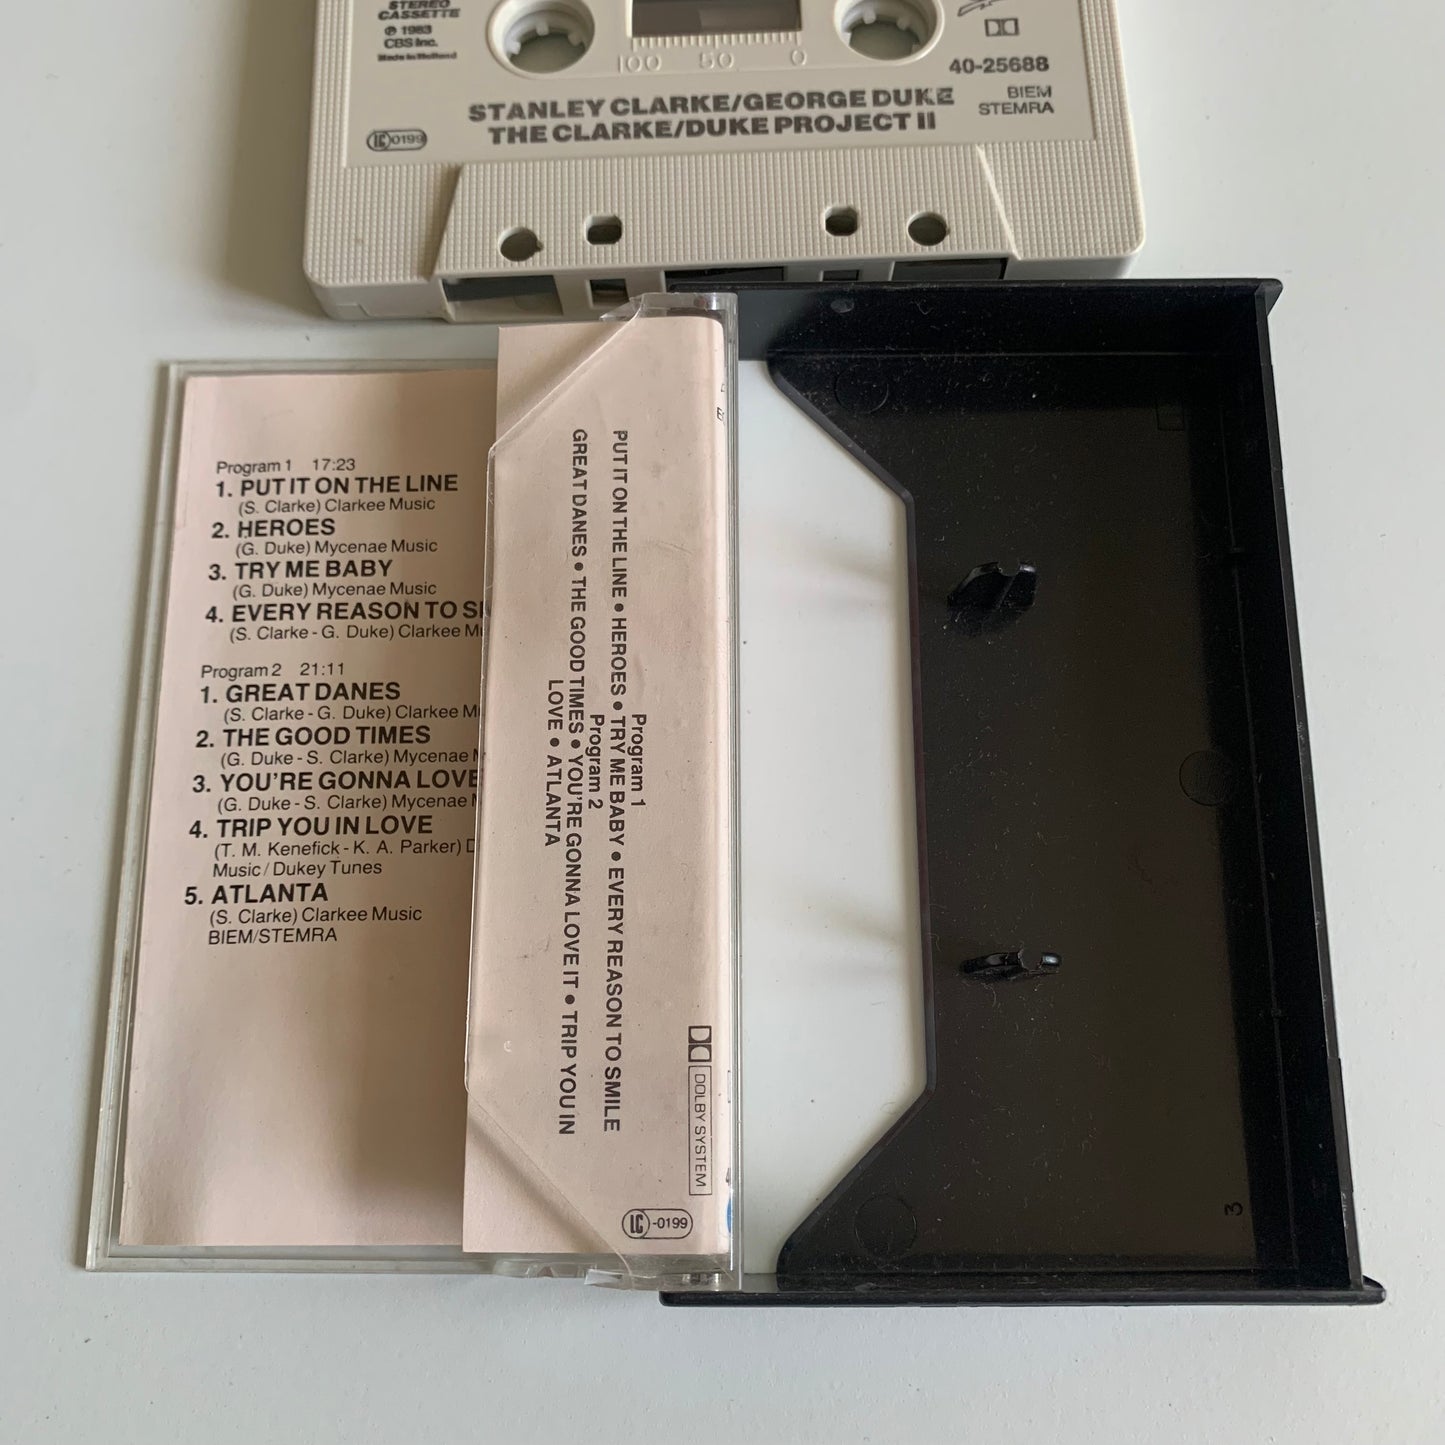 STEREO
CASSETTE
℗ 1983
CBS Inc.
Made in Holland
100 50 0
40-25688
BIEM
STEMRA
STANLEY CLARKE/GEORGE DUKE
THE CLARKE/DUKE PROJECT II
LC 0199
Program 1 17:23
1. PUT IT ON THE LINE
(S. Clarke) Clarkee Music
2. HEROES
(G. Duke) Mycenae Music
3. TRY ME BABY
(G. Duke) Mycenae Music
4. EVERY REASON TO
(S. Clarke - G. Duke) Clarkee
Program 2 21:11
1. GREAT DANES
(S. Clarke - G. Duke) Clarkee
2. THE GOOD TIMES
(G. Duke - S. Clarke) Mycenae
3. YOU'RE GONNA LOVE
(G. Duke - S. Clarke) Mycenae
4. TRIP YOU IN LOVE
(T. M. Kenefick - K. A. Parker)
Music / Dukey Tunes
5. ATLANTA
(S. Clarke) Clarkee Music
BIEM/STEMRA
Program 1
PUT IT ON THE LINE • HEROES • TRY ME BABY • EVERY REASON TO SMILE
Program 2
GREAT DANES • THE GOOD TIMES • YOU'RE GONNA LOVE IT • TRIP YOU IN
LOVE • ATLANTA
DOLBY SYSTEM
LC -0199
3